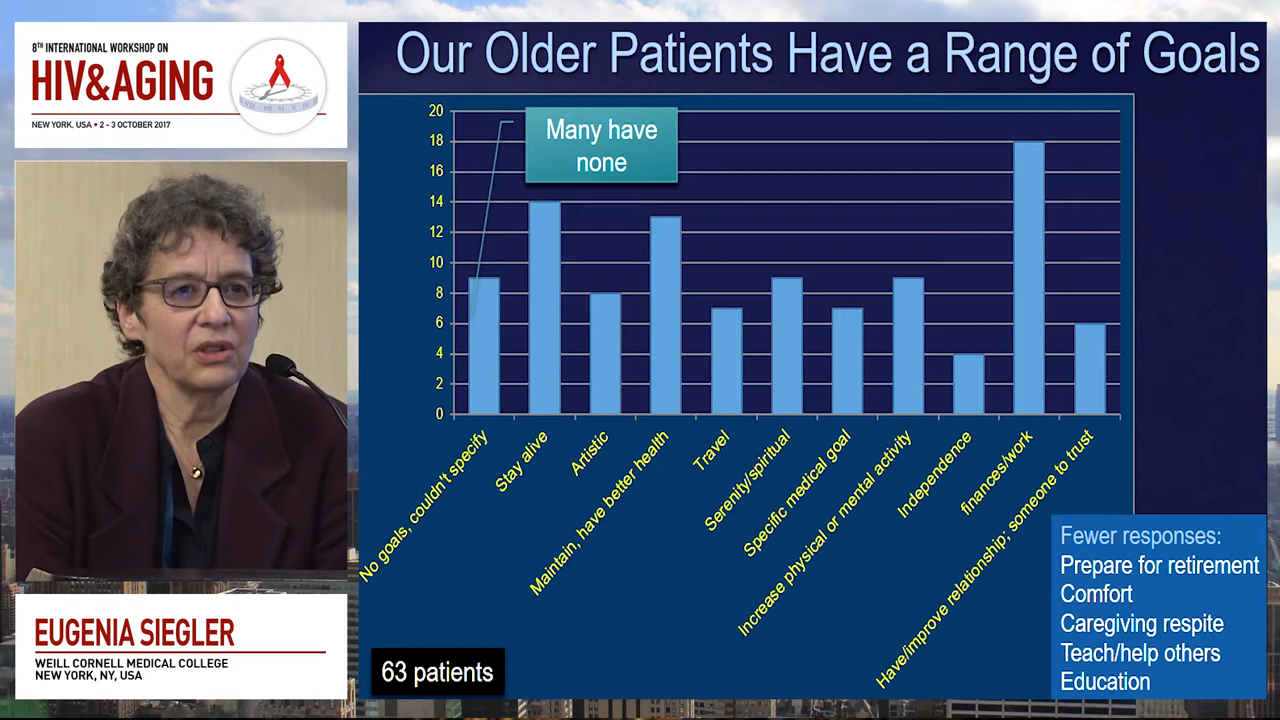 8TH INTERNATIONAL WORKSHOP ON
HIV&AGING
NEW YORK, USA • 2 - 3 OCTOBER 2017
EUGENIA SIEGLER
WEILL CORNELL MEDICAL COLLEGE
NEW YORK, NY, USA
Our Older Patients Have a Range of Goals
20
18
16
14
12
10
8
6
4
2
0
Many have
none
No goals, couldn't specify
Stay alive
Artistic
Maintain, have better health
Travel
Serenity/spiritual
Specific medical goal
Increase physical or mental activity
Independence
finances/work
Have/improve relationship; someone to trust
63 patients
Fewer responses:
Prepare for retirement
Comfort
Caregiving respite
Teach/help others
Education